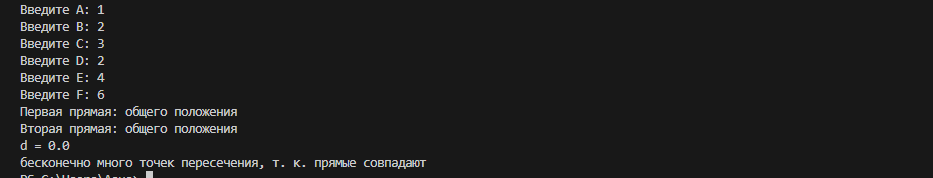 Введите A: 1
Введите B: 2
Введите C: 3
Введите D: 2
Введите E: 4
Введите F: 6
Первая прямая: общего положения
Вторая прямая: общего положения
d = 0.0
бесконечно много точек пересечения, т. к. прямые совпадают